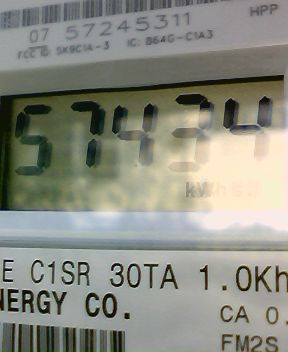 HPP
07 57245311
FCC ID: SK9C1A-3 IC: 864G-C1A3
57434
kWh
E C1SR 30TA 1.0Kh
NERGY CO.
CA 0.
FM2S